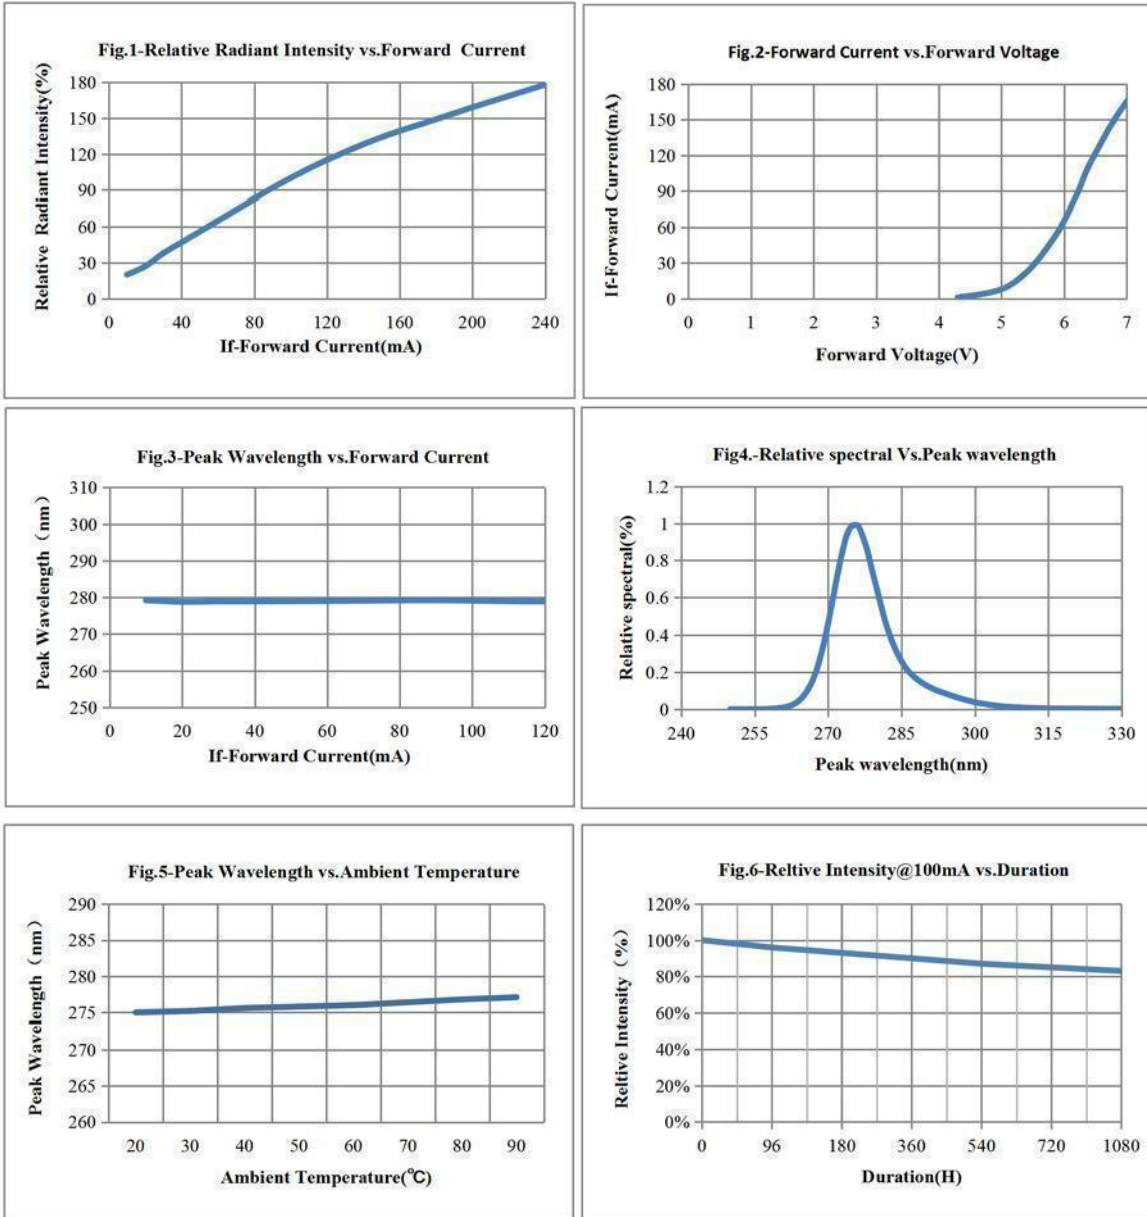 Fig.1-Relative Radiant Intensity vs.Forward Current
Relative Radiant Intensity(%)
180
150
120
90
60
30
0
0 40 80 120 160 200 240
If-Forward Current(mA)
Fig.2-Forward Current vs.Forward Voltage
If-Forward Current(mA)
180
150
120
90
60
30
0
0 1 2 3 4 5 6 7
Forward Voltage(V)
Fig.3-Peak Wavelength vs.Forward Current
Peak Wavelength（nm）
310
300
290
280
270
260
250
0 20 40 60 80 100 120
If-Forward Current(mA)
Fig4.-Relative spectral Vs.Peak wavelength
Relative spectral(%)
1.2
1
0.8
0.6
0.4
0.2
0
240 255 270 285 300 315 330
Peak wavelength(nm)
Fig.5-Peak Wavelength vs.Ambient Temperature
Peak Wavelength（nm）
290
285
280
275
270
265
260
20 30 40 50 60 70 80 90
Ambient Temperature(℃)
Fig.6-Reltive Intensity@100mA vs.Duration
Reltive Intensity（%）
120%
100%
80%
60%
40%
20%
0%
0 96 180 360 540 720 1080
Duration(H)